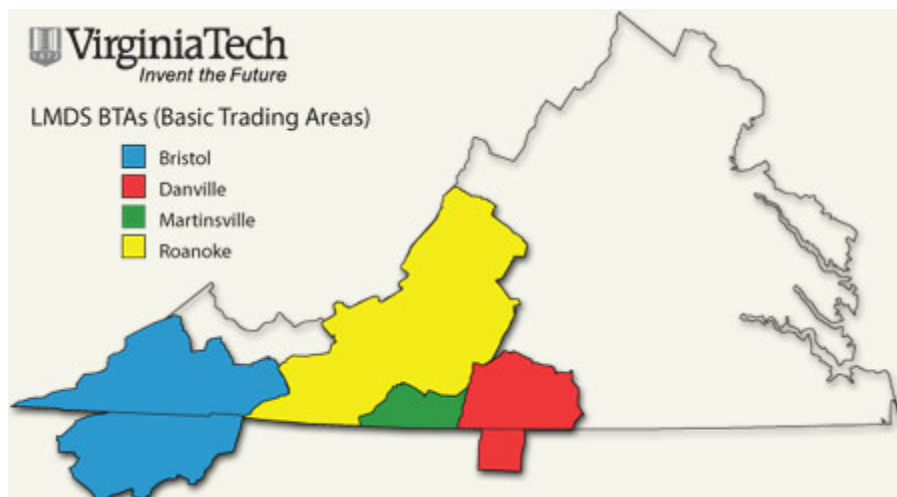 VirginiaTech
Invent the Future
LMDS BTAs (Basic Trading Areas)
Bristol
Danville
Martinsville
Roanoke